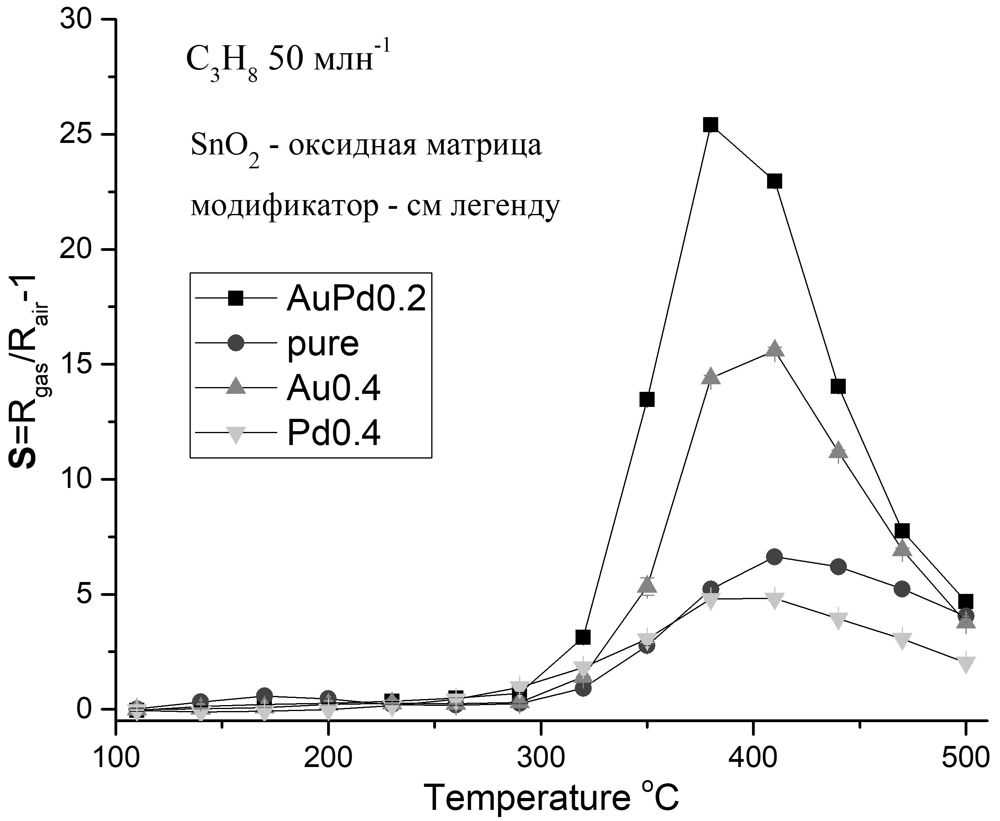 30
25
20
15
10
5
0
S=Rgas/Rair-1
C3H8 50 млн-1
SnO2 - оксидная матрица
модификатор - см легенду
AuPd0.2
pure
Au0.4
Pd0.4
100 200 300 400 500
Temperature oC